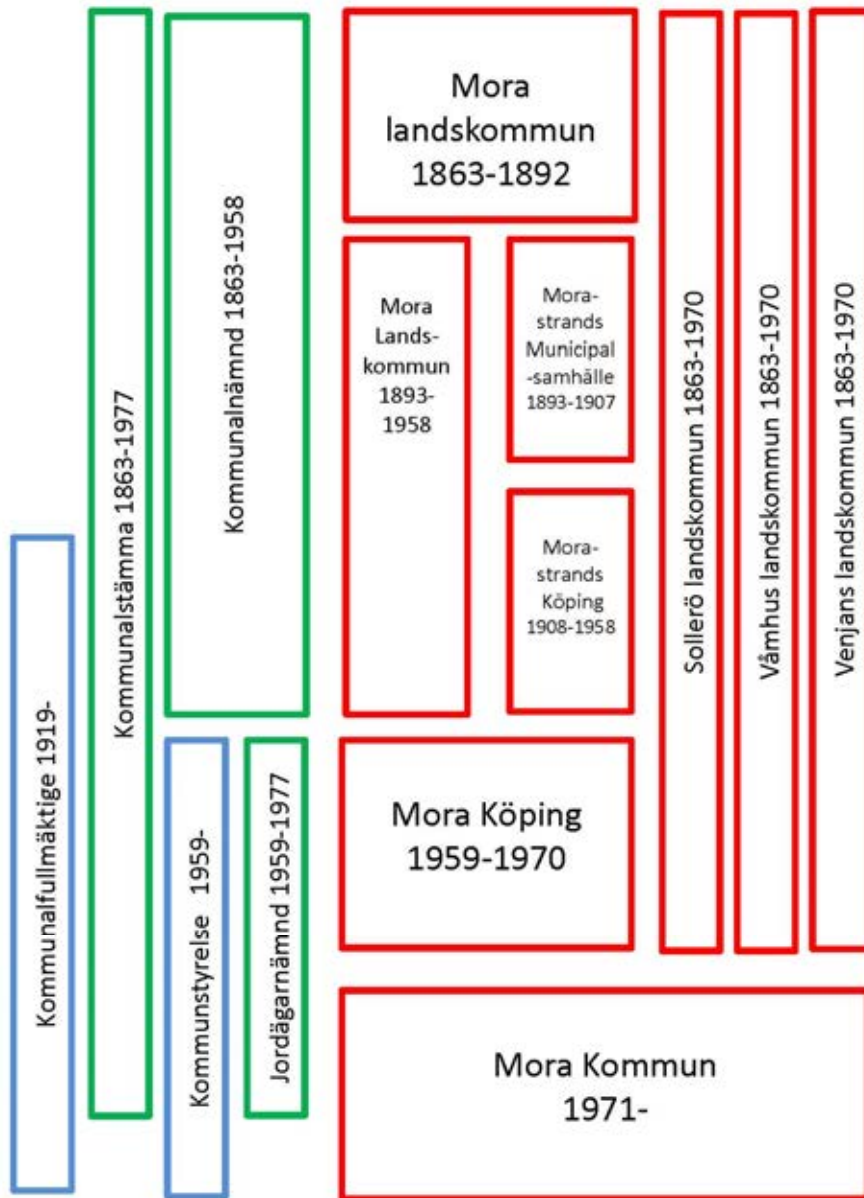 Kommunalfullmäktige 1919-
Kommunalstämma 1863-1977
Kommunalnämnd 1863-1958
Kommunstyrelse 1959-
Jordägarnämnd 1959-1977
Mora
landskommun
1863-1892
Mora
Lands-
kommun
1893-
1958
Mora-
strands
Municipal
-samhälle
1893-1907
Mora-
strands
Köping
1908-1958
Mora Köping
1959-1970
Sollerö landskommun 1863-1970
Våmhus landskommun 1863-1970
Venjans landskommun 1863-1970
Mora Kommun
1971-